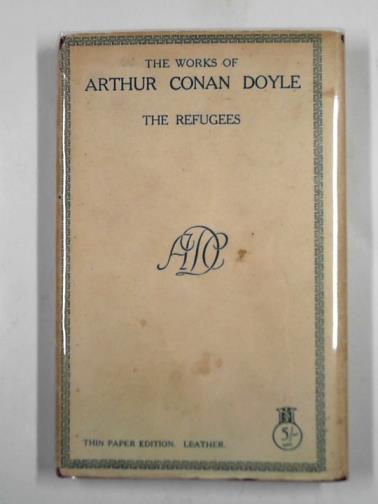 THE WORKS OF
ARTHUR CONAN DOYLE
THE REFUGEES
ACD
5/-
THIN PAPER EDITION. LEATHER.